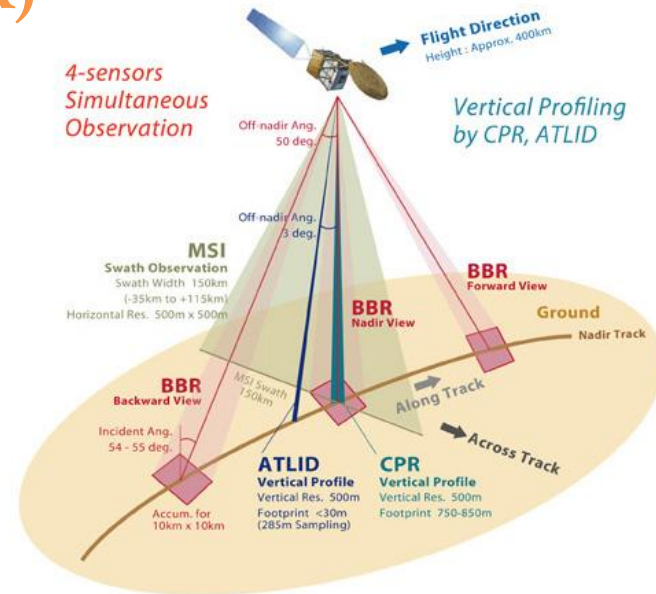 Flight Direction
Height : Approx. 400km
4-sensors
Simultaneous
Observation
Vertical Profiling
by CPR, ATLID
Off-nadir Ang.
50 deg.
Off-nadir Ang.
3 deg.
MSI
Swath Observation
Swath Width 150km
(-35km to +115km)
Horizontal Res. 500m x 500m
BBR
Forward View
BBR
Nadir View
Ground
Nadir Track
MSI Swath
150km
Along Track
Across Track
BBR
Backward View
Incident Ang.
54 - 55 deg.
Accum. for
10km x 10km
ATLID
Vertical Profile
Vertical Res. 500m
Footprint <30m
(285m Sampling)
CPR
Vertical Profile
Vertical Res. 500m
Footprint 750-850m